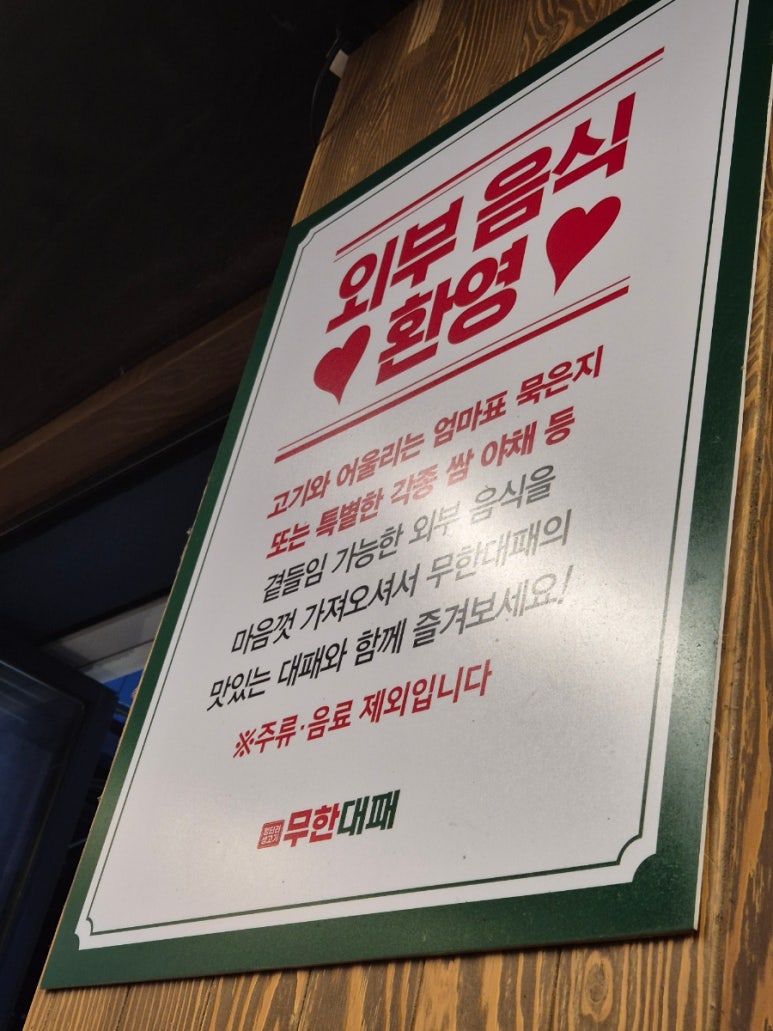 외부 음식
환영
고기와 어울리는 엄마표 묵은지
또는 특별한 각종 쌈 야채 등
곁들임 가능한 외부 음식을
마음껏 가져오셔서 무한대패의
맛있는 대패와 함께 즐겨보세요!
※주류·음료 제외입니다
무한대패